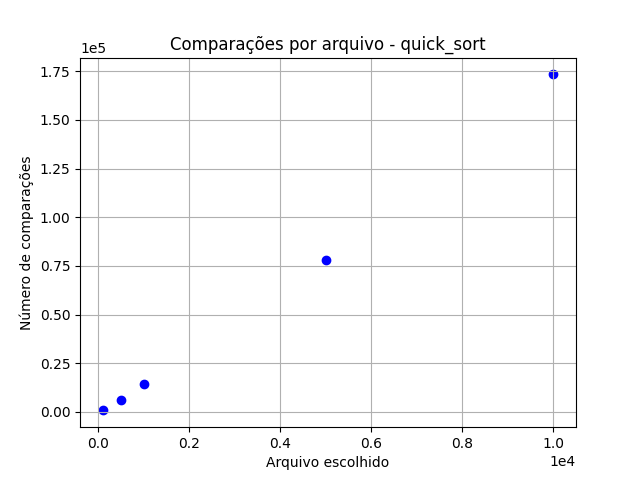 Comparações por arquivo - quick_sort
1e5
1.75
1.50
1.25
1.00
0.75
0.50
0.25
0.00
Número de comparações
0.0 0.2 0.4 0.6 0.8 1.0
1e4
Arquivo escolhido